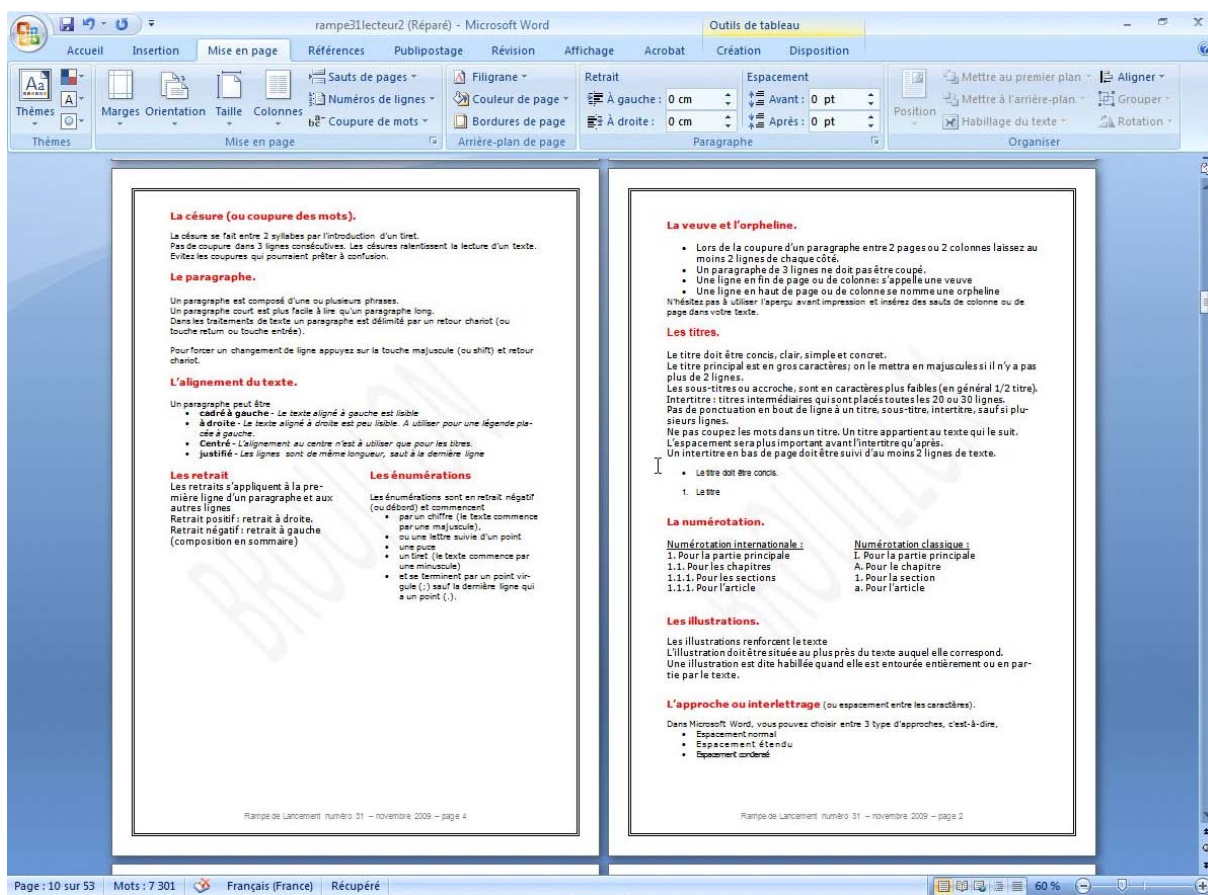 rampe31lecteur2 (Réparé) - Microsoft Word
Outils de tableau
Accueil Insertion Mise en page Références Publipostage Révision Affichage Acrobat Création Disposition
Aa
Thèmes
A
Thèmes
Marges Orientation Taille Colonnes
Sauts de pages
Numéros de lignes
Coupure de mots
Mise en page
Filigrane
Couleur de page
Bordures de page
Arrière-plan de page
Retrait
À gauche : 0 cm
À droite : 0 cm
Espacement
Avant : 0 pt
Après : 0 pt
Paragraphe
Position
Mettre au premier plan
Mettre à l'arrière-plan
Habillage du texte
Aligner
Grouper
Rotation
Organiser
La césure (ou coupure des mots).
La césure se fait entre 2 syllabes par l'introduction d'un tiret.
Pas de coupure dans 3 lignes consécutives. Les césures ralentissent la lecture d'un texte.
Evitez les coupures qui pourraient prêter à confusion.
Le paragraphe.
Un paragraphe est composé d'une ou plusieurs phrases.
Un paragraphe court est plus facile à lire qu'un paragraphe long.
Dans les traitements de texte un paragraphe est délimité par un retour chariot (ou
touche return ou touche entrée).
Pour forcer un changement de ligne appuyez sur la touche majuscule (ou shift) et retour
chariot.
L'alignement du texte.
Un paragraphe peut être
• cadré à gauche - Le texte aligné à gauche est lisible
• à droite - Le texte aligné à droite est peu lisible. A utiliser pour une légende pla-
cée à gauche.
• Centré - L'alignement au centre n'est à utiliser que pour les titres.
• justifié - Les lignes sont de même longueur, saut à la dernière ligne
Les retrait
Les retraits s'appliquent à la pre-
mière ligne d'un paragraphe et aux
autres lignes
Retrait positif : retrait à droite.
Retrait négatif : retrait à gauche
(composition en sommaire)
Les énumérations
Les énumérations sont en retrait négatif
(ou débord) et commencent
• par un chiffre (le texte commence
par une majuscule),
• ou une lettre suivie d'un point
• une puce
• un tiret (le texte commence par
une minuscule)
• et se terminent par un point vir-
gule (;) sauf la dernière ligne qui
a un point (.).
BROUILLON
Rampe de Lancement numéro 31 – novembre 2009 – page 4
La veuve et l'orpheline.
• Lors de la coupure d'un paragraphe entre 2 pages ou 2 colonnes laissez au
moins 2 lignes de chaque côté.
• Un paragraphe de 3 lignes ne doit pas être coupé.
• Une ligne en fin de page ou de colonne: s'appelle une veuve
• Une ligne en haut de page ou de colonne se nomme une orpheline
N'hésitez pas à utiliser l'aperçu avant impression et insérez des sauts de colonne ou de
page dans votre texte.
Les titres.
Le titre doit être concis, clair, simple et concret.
Le titre principal est en gros caractères; on le mettra en majuscules si il n'y a pas
plus de 2 lignes.
Les sous-titres ou accroche, sont en caractères plus faibles (en général 1/2 titre).
Intertitre : titres intermédiaires qui sont placés toutes les 20 ou 30 lignes.
Pas de ponctuation en bout de ligne à un titre, sous-titre, intertitre, sauf si plu-
sieurs lignes.
Ne pas coupez les mots dans un titre. Un titre appartient au texte qui le suit.
L'espacement sera plus important avant l'intertitre qu'après.
Un intertitre en bas de page doit être suivi d'au moins 2 lignes de texte.
• Le titre doit être concis.
1. Le titre
La numérotation.
Numérotation internationale :
1. Pour la partie principale
1.1. Pour les chapitres
1.1.1. Pour les sections
1.1.1. Pour l'article
Numérotation classique :
I. Pour la partie principale
A. Pour le chapitre
1. Pour la section
a. Pour l'article
Les illustrations.
Les illustrations renforcent le texte
L'illustration doit être située au plus près du texte auquel elle correspond.
Une illustration est dite habillée quand elle est entourée entièrement ou en par-
tie par le texte.
L'approche ou interlettrage (ou espacement entre les caractères).
Dans Microsoft Word, vous pouvez choisir entre 3 type d'approches, c'est-à-dire,
• Espacement normal
• Espacement étendu
• Espacement condensé
BROUILLON
Rampe de Lancement numéro 31 – novembre 2009 – page 2
Page : 10 sur 53 Mots : 7 301 Français (France) Récupéré 60 %